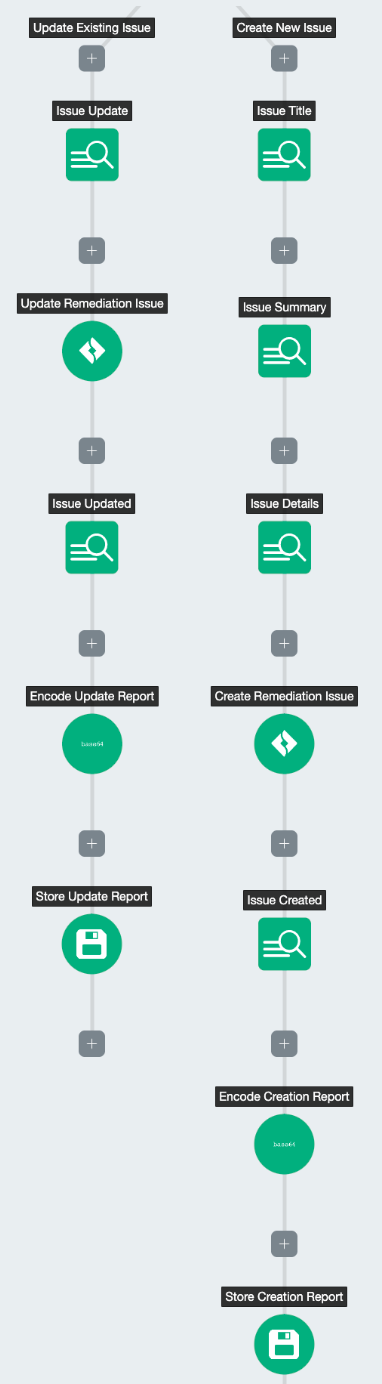 Update Existing Issue
Create New Issue
Issue Update
Issue Title
Update Remediation Issue
Issue Summary
Issue Updated
Issue Details
Encode Update Report
Create Remediation Issue
base64
Store Update Report
Issue Created
Encode Creation Report
base64
Store Creation Report